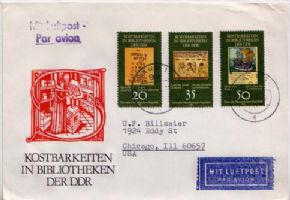 Mit Luftpost -
Par avion
KOSTBARKEITEN
IN BIBLIOTHEKEN
DER DDR
20
KOSTBARKEITEN
IN BIBLIOTHEKEN
DER DDR
35
KOSTBARKEITEN
IN BIBLIOTHEKEN
DER DDR
50
U.F. Billmeier
1924 Eddy St
Chicago, Ill 60657
USA
KOSTBARKEITEN
IN BIBLIOTHEKEN
DER DDR
MIT LUFTPOST
PAR AVION